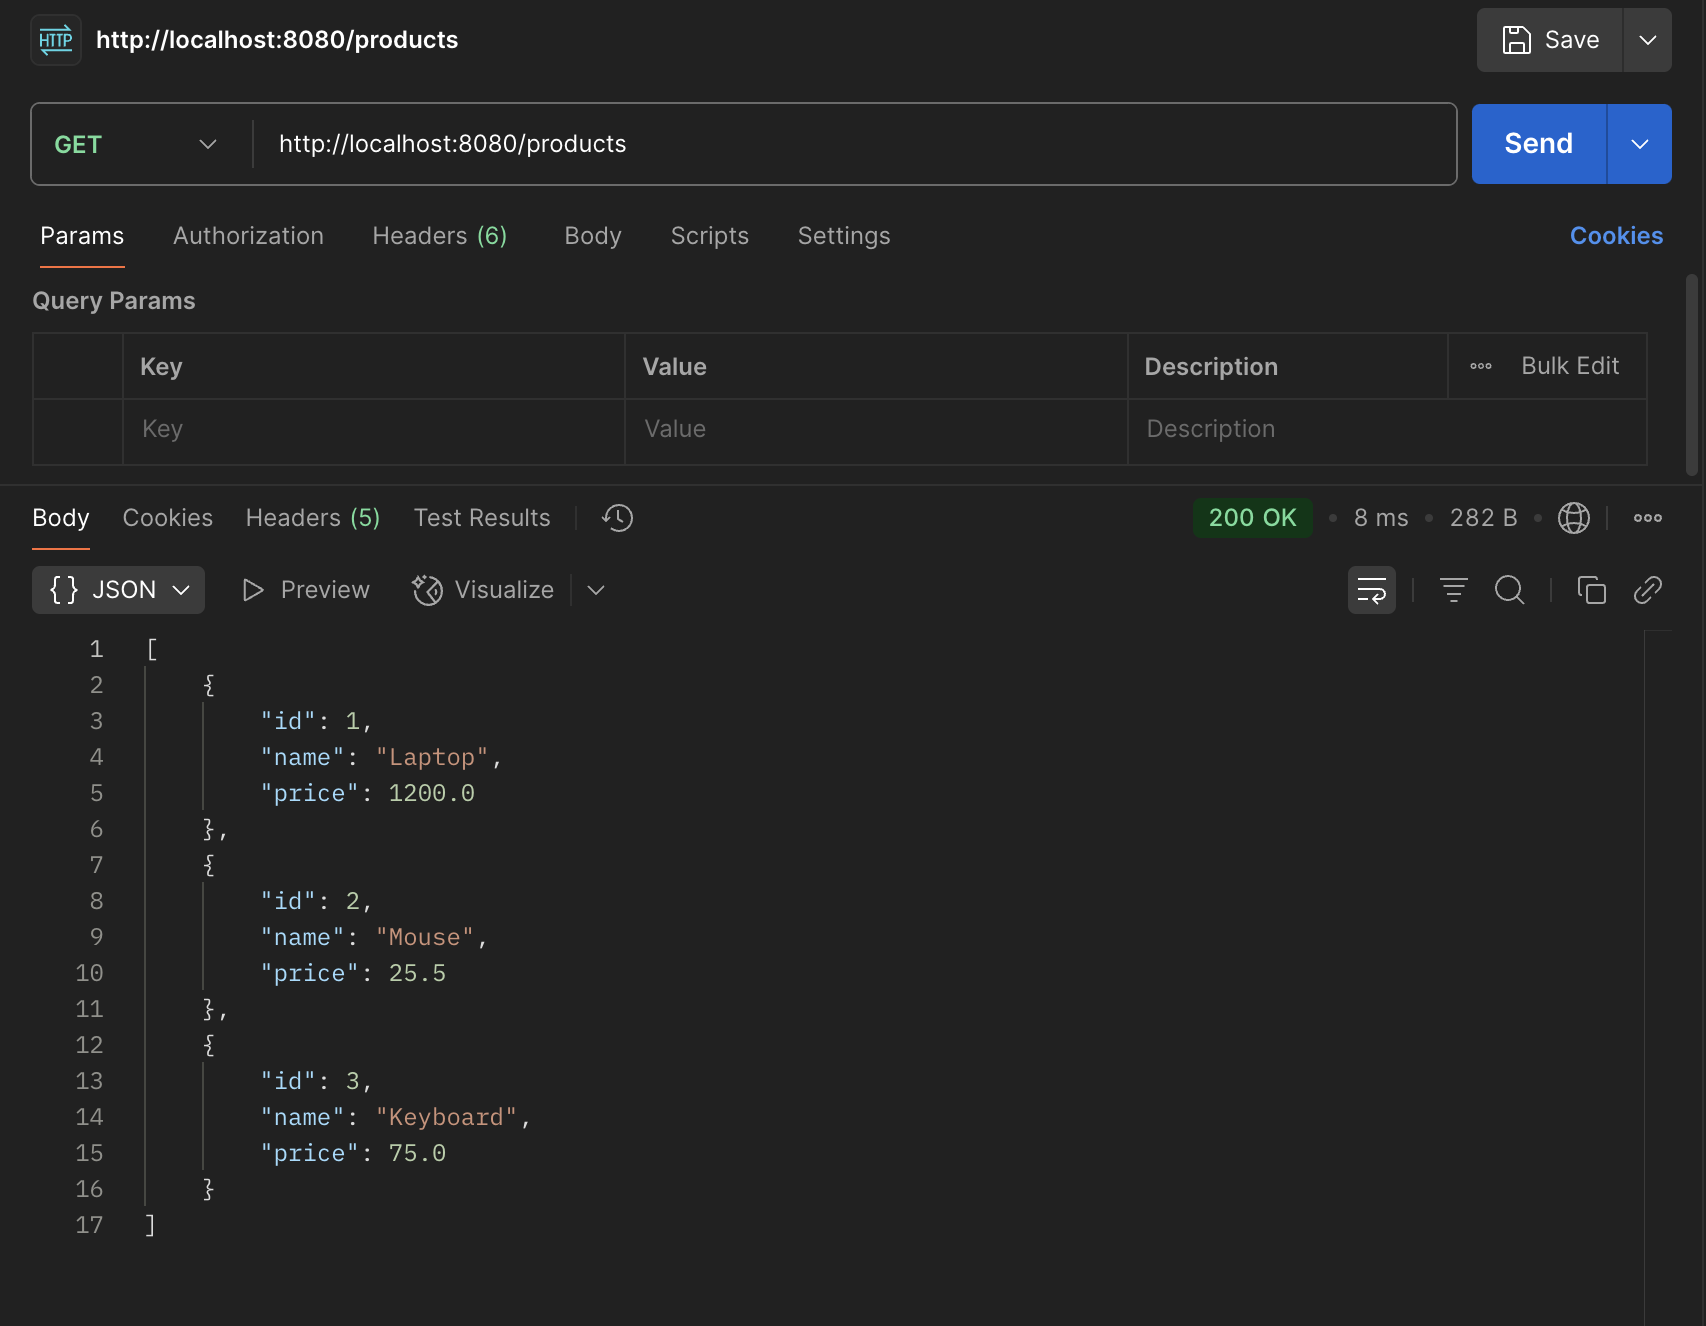 HTTP http://localhost:8080/products Save
GET http://localhost:8080/products Send
Params Authorization Headers (6) Body Scripts Settings Cookies
Query Params
Key Value Description Bulk Edit
Key Value Description
Body Cookies Headers (5) Test Results 200 OK • 8 ms • 282 B •
{} JSON Preview Visualize
1 [
2 {
3 "id": 1,
4 "name": "Laptop",
5 "price": 1200.0
6 },
7 {
8 "id": 2,
9 "name": "Mouse",
10 "price": 25.5
11 },
12 {
13 "id": 3,
14 "name": "Keyboard",
15 "price": 75.0
16 }
17 ]